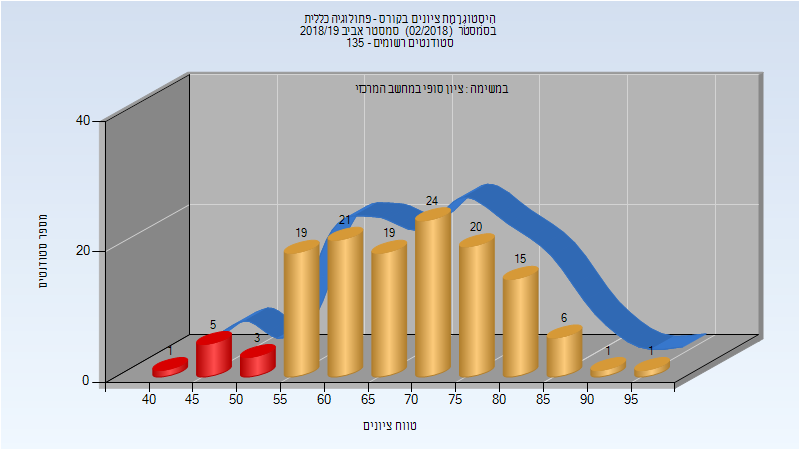 הִיסְטוֹגְרָמַת ציונים בקורס - פתולוגיה כללית
בסמסטר (02/2018) סמסטר אביב 2018/19
סטודנטים רשומים - 135
במשימה : ציון סופי במחשב המרכזי
מספר סטודנטים
40
20
0
1
5
3
19
21
19
24
20
15
6
1
1
40 45 50 55 60 65 70 75 80 85 90 95
טווח ציונים